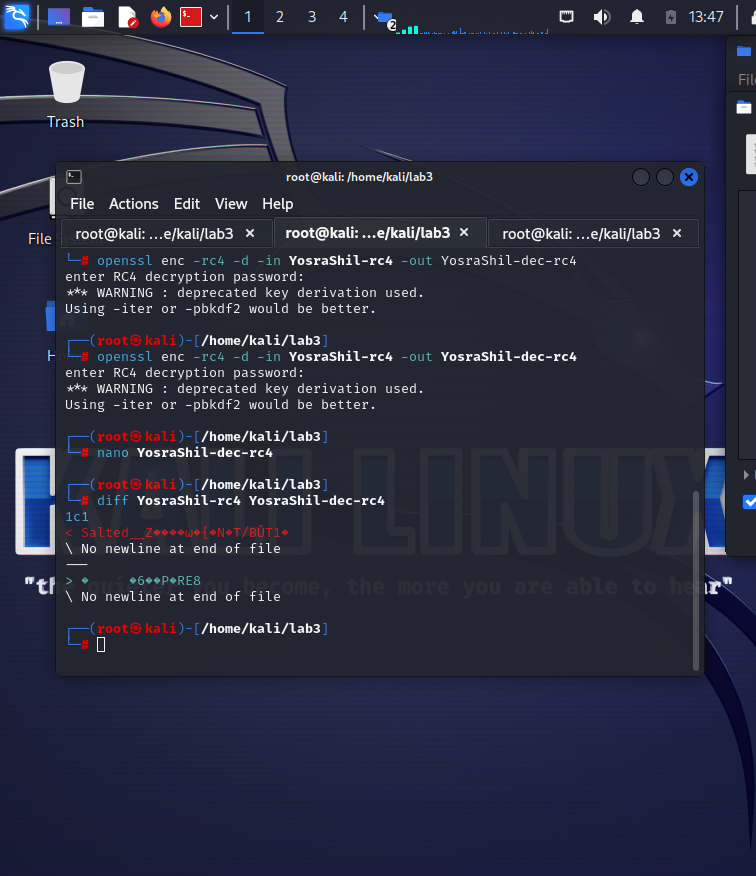 1 2 3 4
2
13:47
Trash
root@kali: /home/kali/lab3
File Actions Edit View Help
root@kali: ...e/kali/lab3 × root@kali: ...e/kali/lab3 × root@kali: ...e/kali/lab3 ×
└─# openssl enc -rc4 -d -in YosraShil-rc4 -out YosraShil-dec-rc4
enter RC4 decryption password:
*** WARNING : deprecated key derivation used.
Using -iter or -pbkdf2 would be better.
┌──(root㉿kali)-[/home/kali/lab3]
└─# openssl enc -rc4 -d -in YosraShil-rc4 -out YosraShil-dec-rc4
enter RC4 decryption password:
*** WARNING : deprecated key derivation used.
Using -iter or -pbkdf2 would be better.
┌──(root㉿kali)-[/home/kali/lab3]
└─# nano YosraShil-dec-rc4
┌──(root㉿kali)-[/home/kali/lab3]
└─# diff YosraShil-rc4 YosraShil-dec-rc4
1c1
< Salted__Z����ω�{�N�T/BŪT1�
\ No newline at end of file
---
> � �6��P�RE8
\ No newline at end of file
┌──(root㉿kali)-[/home/kali/lab3]
└─#
File
KALI LINUX
"the quieter you become, the more you are able to hear"